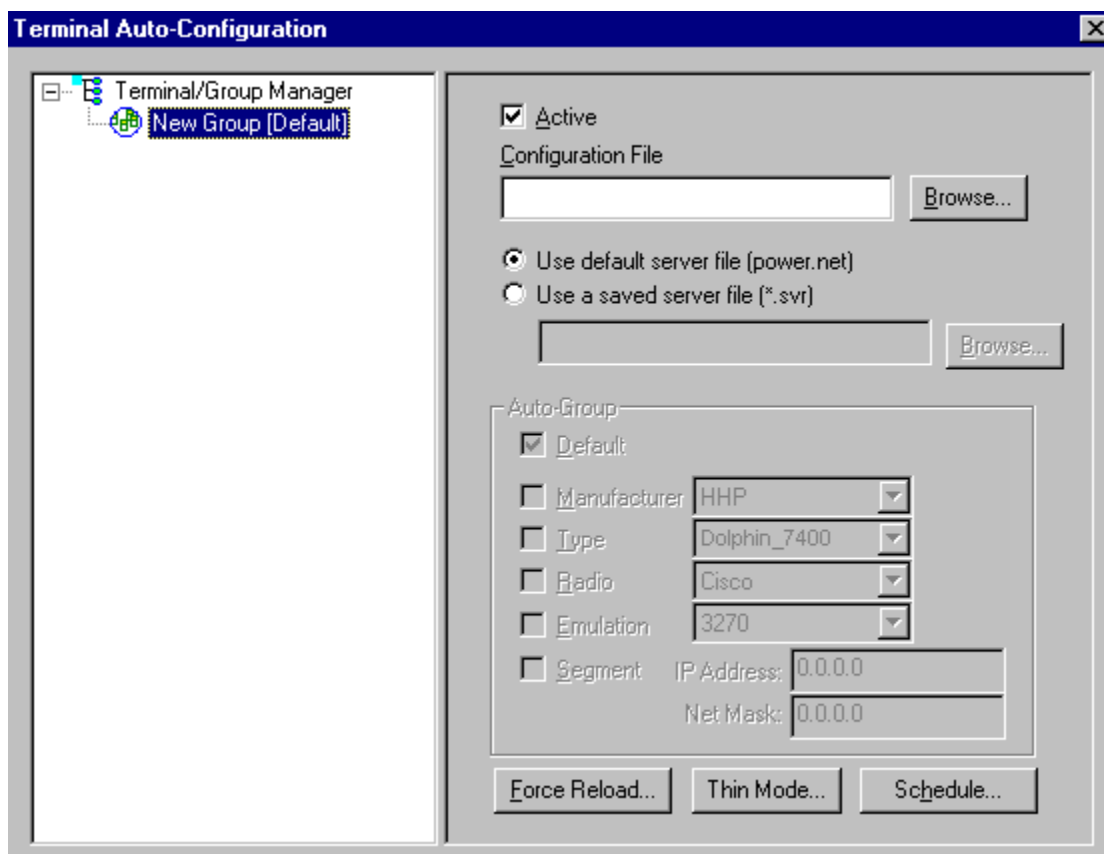 Terminal Auto-Configuration
Terminal/Group Manager
New Group [Default]
Active
Configuration File
Browse...
Use default server file (power.net)
Use a saved server file (*.svr)
Browse...
Auto-Group
Default
Manufacturer HHP
Type Dolphin_7400
Radio Cisco
Emulation 3270
Segment IP Address: 0.0.0.0
Net Mask: 0.0.0.0
Force Reload... Thin Mode... Schedule...